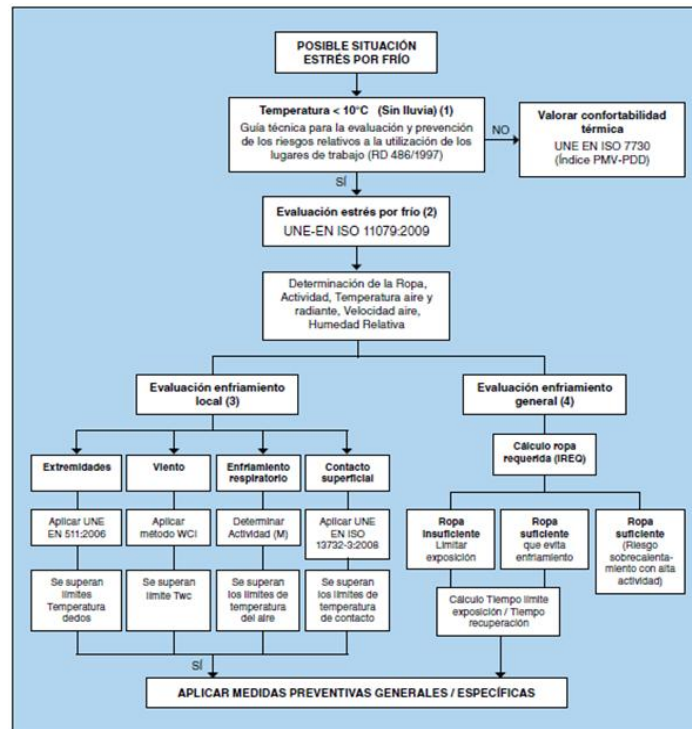 POSIBLE SITUACIÓN
ESTRÉS POR FRÍO
Temperatura < 10°C (Sin lluvia) (1)
Guía técnica para la evaluación y prevención
de los riesgos relativos a la utilización de los
lugares de trabajo (RD 486/1997)
NO
Valorar confortabilidad
térmica
UNE EN ISO 7730
(Índice PMV-PDD)
SÍ
Evaluación estrés por frío (2)
UNE-EN ISO 11079:2009
Determinación de la Ropa,
Actividad, Temperatura aire y
radiante, Velocidad aire,
Humedad Relativa
Evaluación enfriamiento
local (3)
Evaluación enfriamiento
general (4)
Extremidades
Viento
Enfriamiento
respiratorio
Contacto
superficial
Cálculo ropa
requerida (IREQ)
Aplicar UNE
EN 511:2006
Aplicar
método WCI
Determinar
Actividad (M)
Aplicar UNE
EN ISO
13732-3:2008
Ropa
insuficiente
Limitar
exposición
Ropa
suficiente
que evita
enfriamiento
Ropa
suficiente
(Riesgo
sobrecalenta-
miento con alta
actividad)
Se superan
límites
Temperatura
dedos
Se superan
límite Twc
Se superan
los límites de
temperatura
del aire
Se superan
los límites de
temperatura
de contacto
Cálculo Tiempo límite
exposición / Tiempo
recuperación
SÍ
APLICAR MEDIDAS PREVENTIVAS GENERALES / ESPECÍFICAS